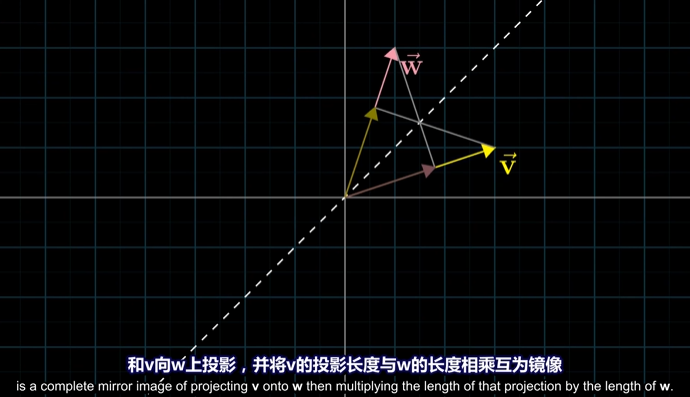 w
v
和v向w上投影，并将v的投影长度与w的长度相乘互为镜像
is a complete mirror image of projecting v onto w then multiplying the length of that projection by the length of w.